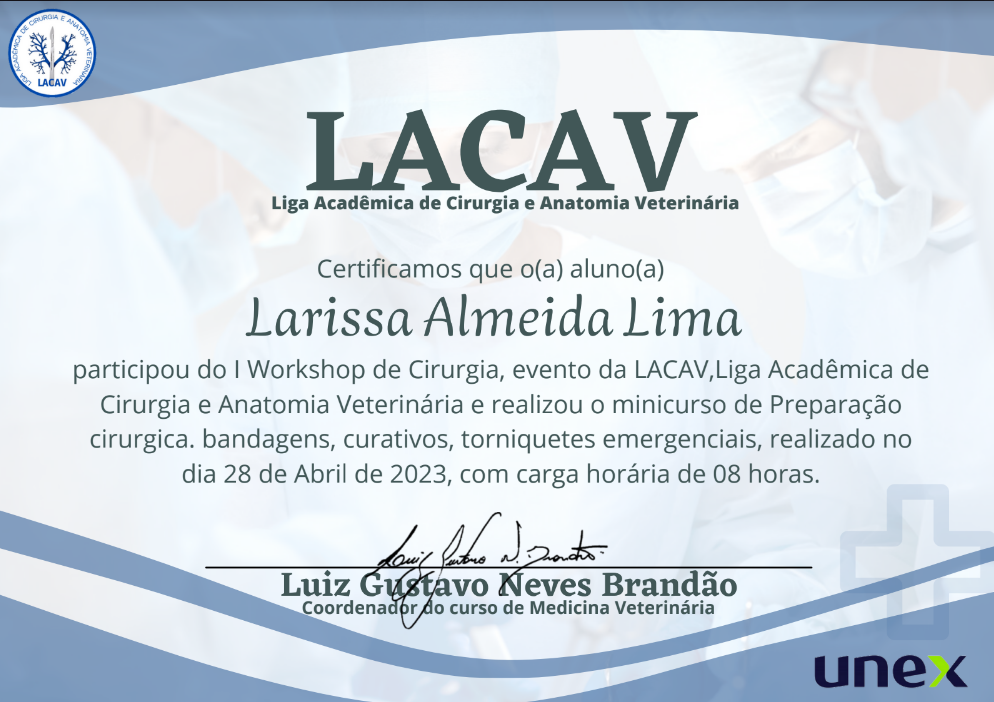 LIGA ACADÊMICA DE CIRURGIA E ANATOMIA VETERINÁRIA
LACAV
LACAV
Liga Acadêmica de Cirurgia e Anatomia Veterinária
Certificamos que o(a) aluno(a)
Larissa Almeida Lima
participou do I Workshop de Cirurgia, evento da LACAV,Liga Acadêmica de
Cirurgia e Anatomia Veterinária e realizou o minicurso de Preparação
cirurgica. bandagens, curativos, torniquetes emergenciais, realizado no
dia 28 de Abril de 2023, com carga horária de 08 horas.
Luiz Gustavo N. Brandão
Luiz Gustavo Neves Brandão
Coordenador do curso de Medicina Veterinária
unex